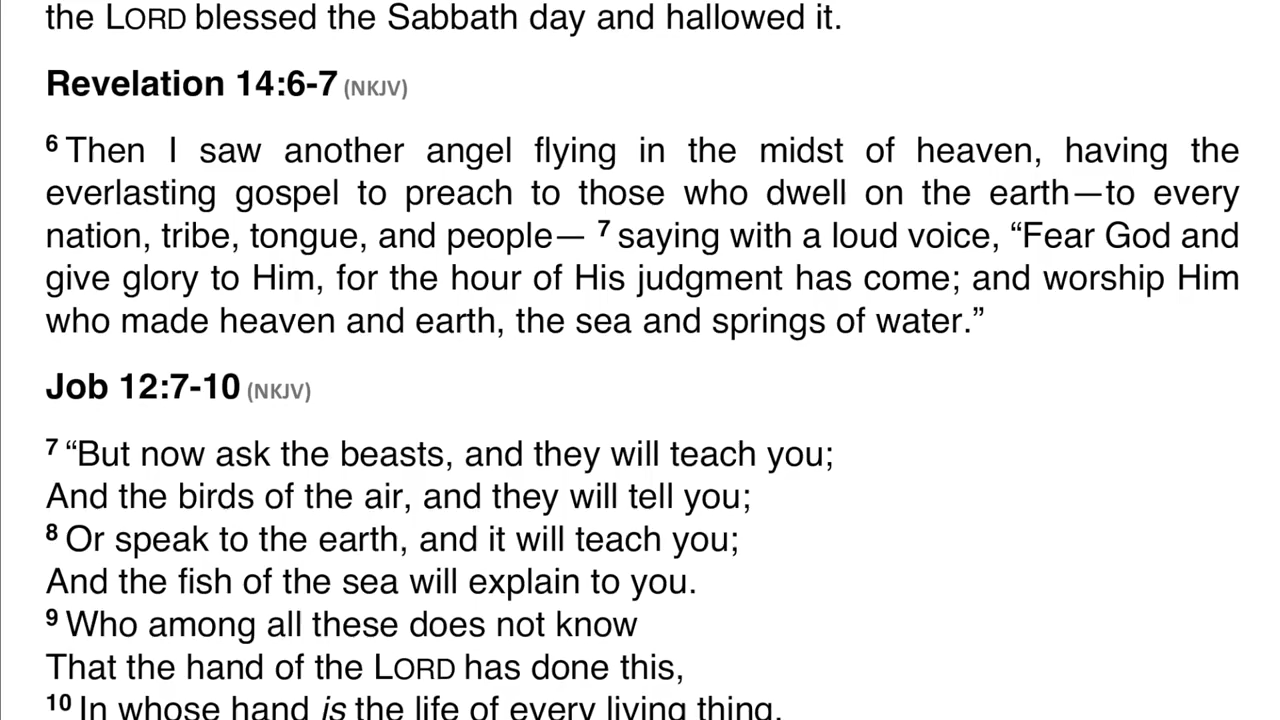 the LORD blessed the Sabbath day and hallowed it.
Revelation 14:6-7 (NKJV)
6 Then I saw another angel flying in the midst of heaven, having the
everlasting gospel to preach to those who dwell on the earth—to every
nation, tribe, tongue, and people— 7 saying with a loud voice, “Fear God and
give glory to Him, for the hour of His judgment has come; and worship Him
who made heaven and earth, the sea and springs of water.”
Job 12:7-10 (NKJV)
7 “But now ask the beasts, and they will teach you;
And the birds of the air, and they will tell you;
8 Or speak to the earth, and it will teach you;
And the fish of the sea will explain to you.
9 Who among all these does not know
That the hand of the LORD has done this,
10 In whose hand is the life of every living thing,